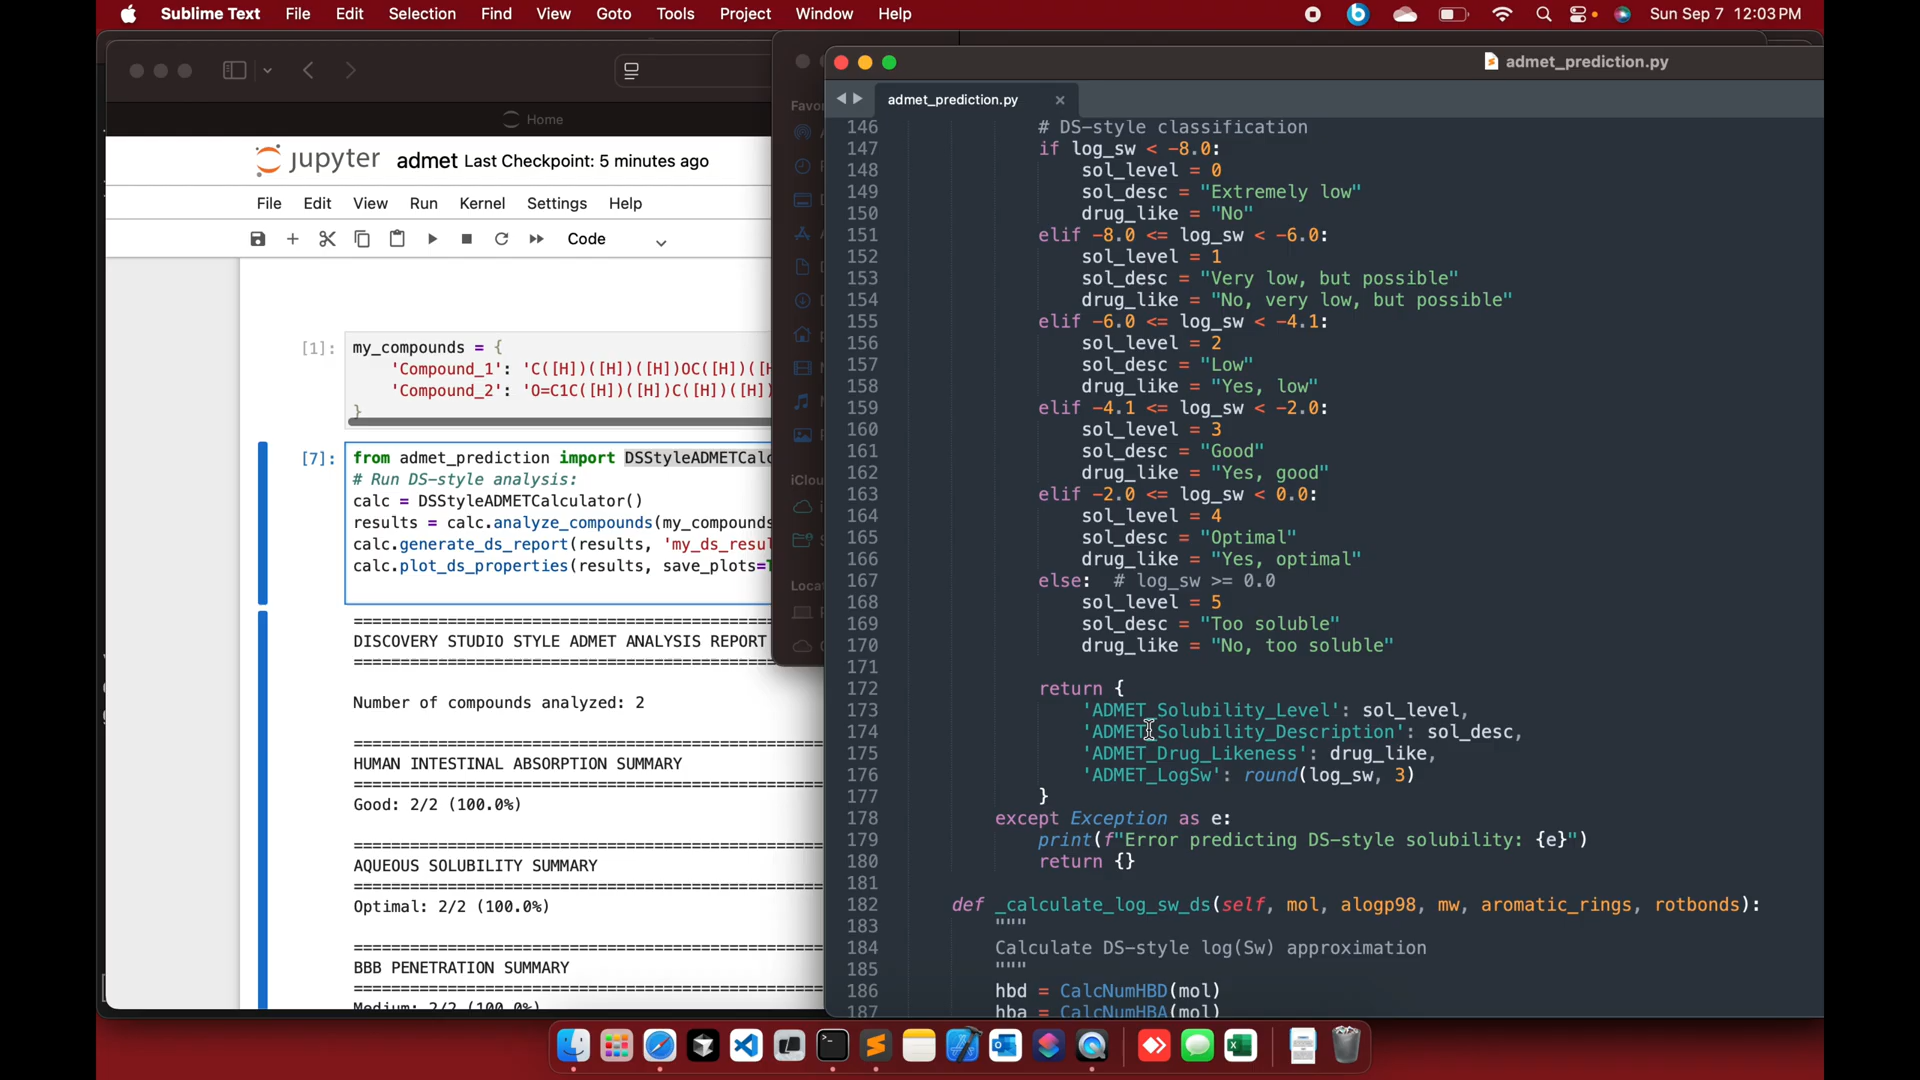 Sublime Text File Edit Selection Find View Goto Tools Project Window Help Sun Sep 7 12:03 PM
Home
jupyter admet Last Checkpoint: 5 minutes ago
File Edit View Run Kernel Settings Help
Code
[1]:
my_compounds = {
'Compound_1': 'C([H])([H])([H])OC([H])([H
'Compound_2': 'O=C1C([H])([H])C([H])([H])
}
[7]:
from admet_prediction import DSStyleADMETCalc
# Run DS-style analysis:
calc = DSStyleADMETCalculator()
results = calc.analyze_compounds(my_compounds
calc.generate_ds_report(results, 'my_ds_resul
calc.plot_ds_properties(results, save_plots=T
==============================================
DISCOVERY STUDIO STYLE ADMET ANALYSIS REPORT
==============================================
Number of compounds analyzed: 2
==============================================
HUMAN INTESTINAL ABSORPTION SUMMARY
==============================================
Good: 2/2 (100.0%)
==============================================
AQUEOUS SOLUBILITY SUMMARY
==============================================
Optimal: 2/2 (100.0%)
==============================================
BBB PENETRATION SUMMARY
==============================================
Medium: 2/2 (100.0%)
Favor
iClou
Locat
admet_prediction.py
admet_prediction.py
146 # DS-style classification
147 if log_sw < -8.0:
148 sol_level = 0
149 sol_desc = "Extremely low"
150 drug_like = "No"
151 elif -8.0 <= log_sw < -6.0:
152 sol_level = 1
153 sol_desc = "Very low, but possible"
154 drug_like = "No, very low, but possible"
155 elif -6.0 <= log_sw < -4.1:
156 sol_level = 2
157 sol_desc = "Low"
158 drug_like = "Yes, low"
159 elif -4.1 <= log_sw < -2.0:
160 sol_level = 3
161 sol_desc = "Good"
162 drug_like = "Yes, good"
163 elif -2.0 <= log_sw < 0.0:
164 sol_level = 4
165 sol_desc = "Optimal"
166 drug_like = "Yes, optimal"
167 else: # log_sw >= 0.0
168 sol_level = 5
169 sol_desc = "Too soluble"
170 drug_like = "No, too soluble"
171
172 return {
173 'ADMET_Solubility_Level': sol_level,
174 'ADMET_Solubility_Description': sol_desc,
175 'ADMET_Drug_Likeness': drug_like,
176 'ADMET_LogSw': round(log_sw, 3)
177 }
178 except Exception as e:
179 print(f"Error predicting DS-style solubility: {e}")
180 return {}
181
182 def _calculate_log_sw_ds(self, mol, alogp98, mw, aromatic_rings, rotbonds):
183 """
184 Calculate DS-style log(Sw) approximation
185 """
186 hbd = CalcNumHBD(mol)
187 hba = CalcNumHBA(mol)